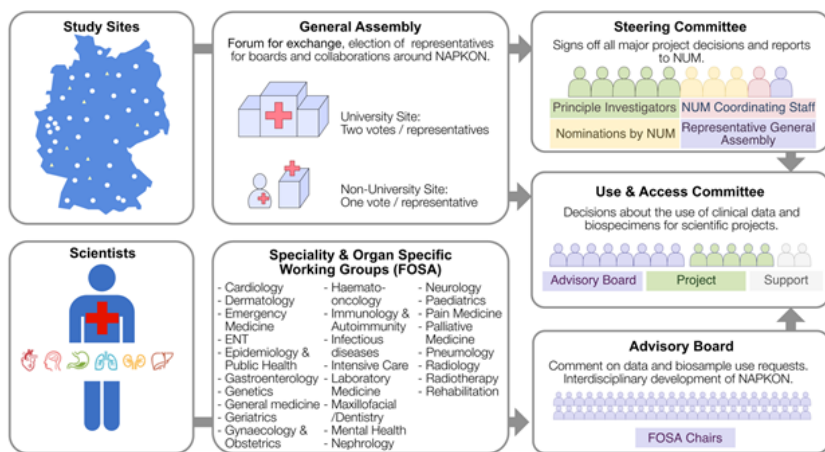 Study Sites
General Assembly
Forum for exchange, election of representatives
for boards and collaborations around NAPKON.
University Site:
Two votes / representatives
Non-University Site:
One vote / representative
Steering Committee
Signs off all major project decisions and reports
to NUM.
Principle Investigators
NUM Coordinating Staff
Nominations by NUM
Representative General
Assembly
Use & Access Committee
Decisions about the use of clinical data and
biospecimens for scientific projects.
Advisory Board
Project
Support
Scientists
Speciality & Organ Specific
Working Groups (FOSA)
- Cardiology
- Dermatology
- Emergency
Medicine
- ENT
- Epidemiology &
Public Health
- Gastroenterology
- Genetics
- General medicine
- Geriatrics
- Gynaecology &
Obstetrics
- Haemato-
oncology
- Immunology &
Autoimmunity
- Infectious
diseases
- Intensive Care
- Laboratory
Medicine
- Maxillofacial
/Dentistry
- Mental Health
- Nephrology
- Neurology
- Paediatrics
- Pain Medicine
- Palliative
Medicine
- Pneumology
- Radiology
- Radiotherapy
- Rehabilitation
Advisory Board
Comment on data and biosample use requests.
Interdisciplinary development of NAPKON.
FOSA Chairs